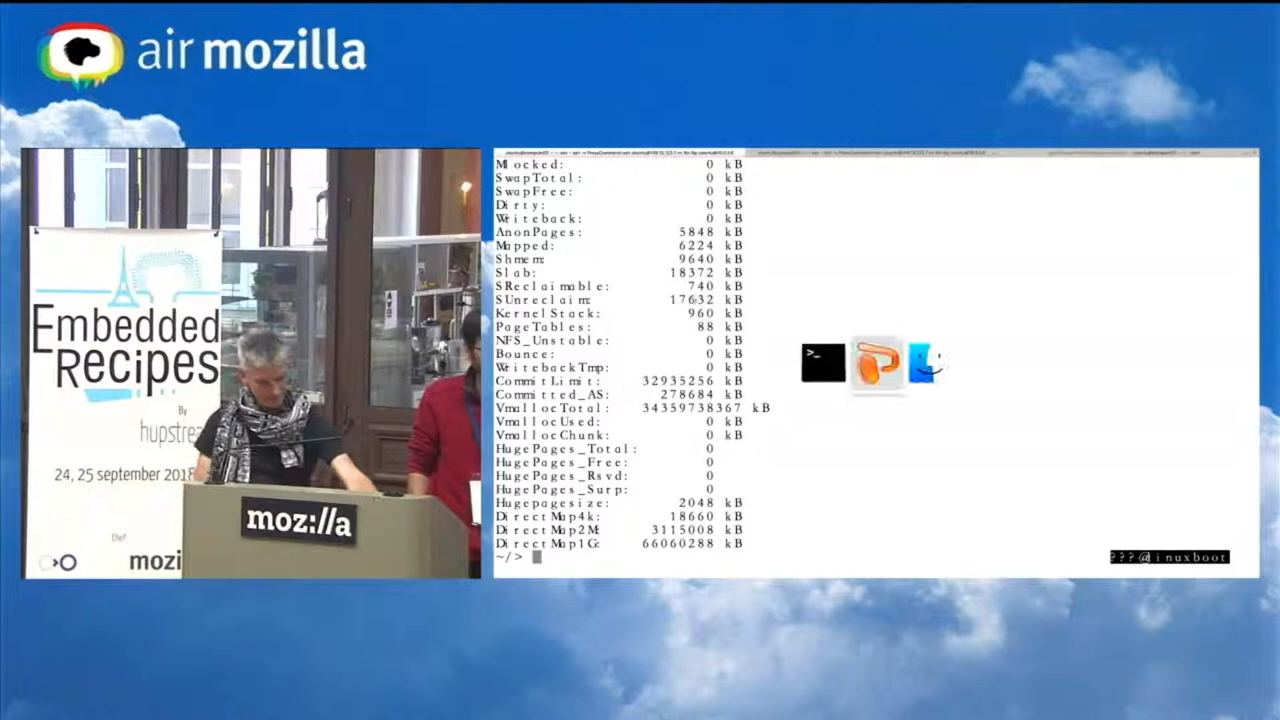 air mozilla
Embedded
Recipes
By
hupstre
24, 25 september 2018
Chef
mozi
moz://a
Mlocked: 0 kB
SwapTotal: 0 kB
SwapFree: 0 kB
Dirty: 0 kB
Writeback: 0 kB
AnonPages: 5848 kB
Mapped: 6224 kB
Shmem: 9640 kB
Slab: 18372 kB
SReclaimable: 740 kB
SUnreclaim: 17632 kB
KernelStack: 960 kB
PageTables: 88 kB
NFS_Unstable: 0 kB
Bounce: 0 kB
WritebackTmp: 0 kB
CommitLimit: 32935256 kB
Committed_AS: 278684 kB
VmallocTotal: 34359738367 kB
VmallocUsed: 0 kB
VmallocChunk: 0 kB
HugePages_Total: 0
HugePages_Free: 0
HugePages_Rsvd: 0
HugePages_Surp: 0
Hugepagesize: 2048 kB
DirectMap4k: 18660 kB
DirectMap2M: 3115008 kB
DirectMap1G: 66060288 kB
~/>
>_
???@inuxboot